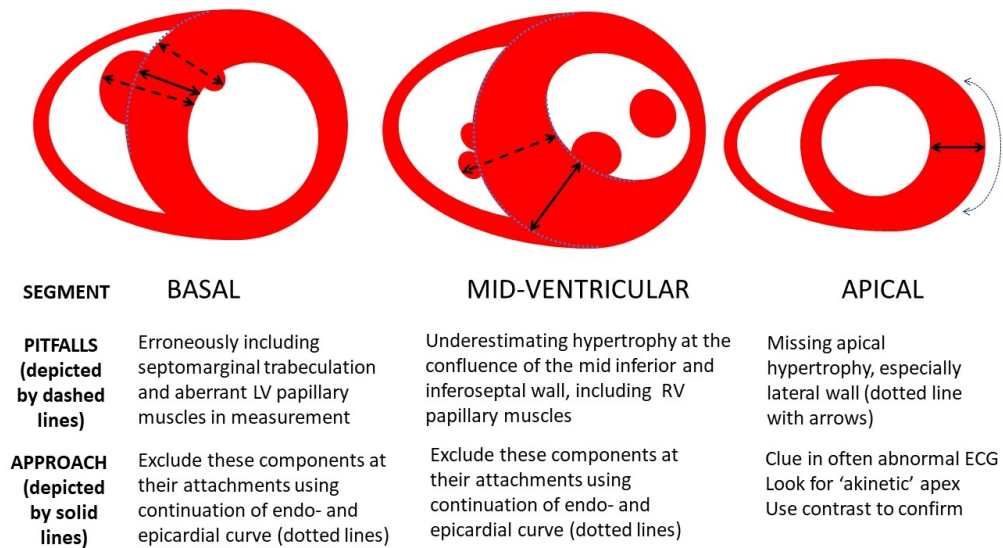 SEGMENT BASAL MID-VENTRICULAR APICAL
PITFALLS
(depicted
by dashed
lines)
Erroneously including
septomarginal trabeculation
and aberrant LV papillary
muscles in measurement
Underestimating hypertrophy at the
confluence of the mid inferior and
inferoseptal wall, including RV
papillary muscles
Missing apical
hypertrophy, especially
lateral wall (dotted line
with arrows)
APPROACH
(depicted
by solid
lines)
Exclude these components at
their attachments using
continuation of endo- and
epicardial curve (dotted lines)
Exclude these components at
their attachments using
continuation of endo- and
epicardial curve (dotted lines)
Clue in often abnormal ECG
Look for ‘akinetic’ apex
Use contrast to confirm